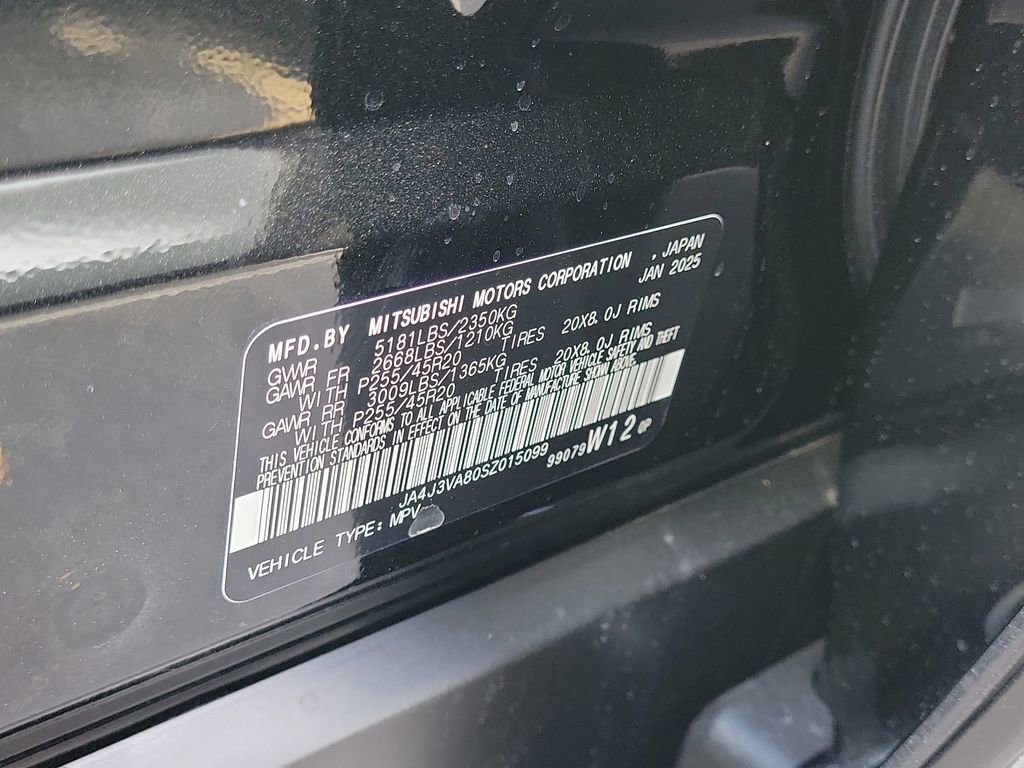 MFD.BY MITSUBISHI MOTORS CORPORATION , JAPAN
JAN 2025
GVWR 5181LBS/2350KG
GAWR FR 2668LBS/1210KG
WITH P255/45R20 TIRES 20X8.0J RIMS
GAWR RR 3009LBS/1365KG
WITH P255/45R20 TIRES 20X8.0J RIMS
THIS VEHICLE CONFORMS TO ALL APPLICABLE FEDERAL MOTOR VEHICLE SAFETY AND THEFT
PREVENTION STANDARDS IN EFFECT ON THE DATE OF MANUFACTURE SHOWN ABOVE.
JA4J3VA80SZ015099
99079W12 GP
VEHICLE TYPE: MPV